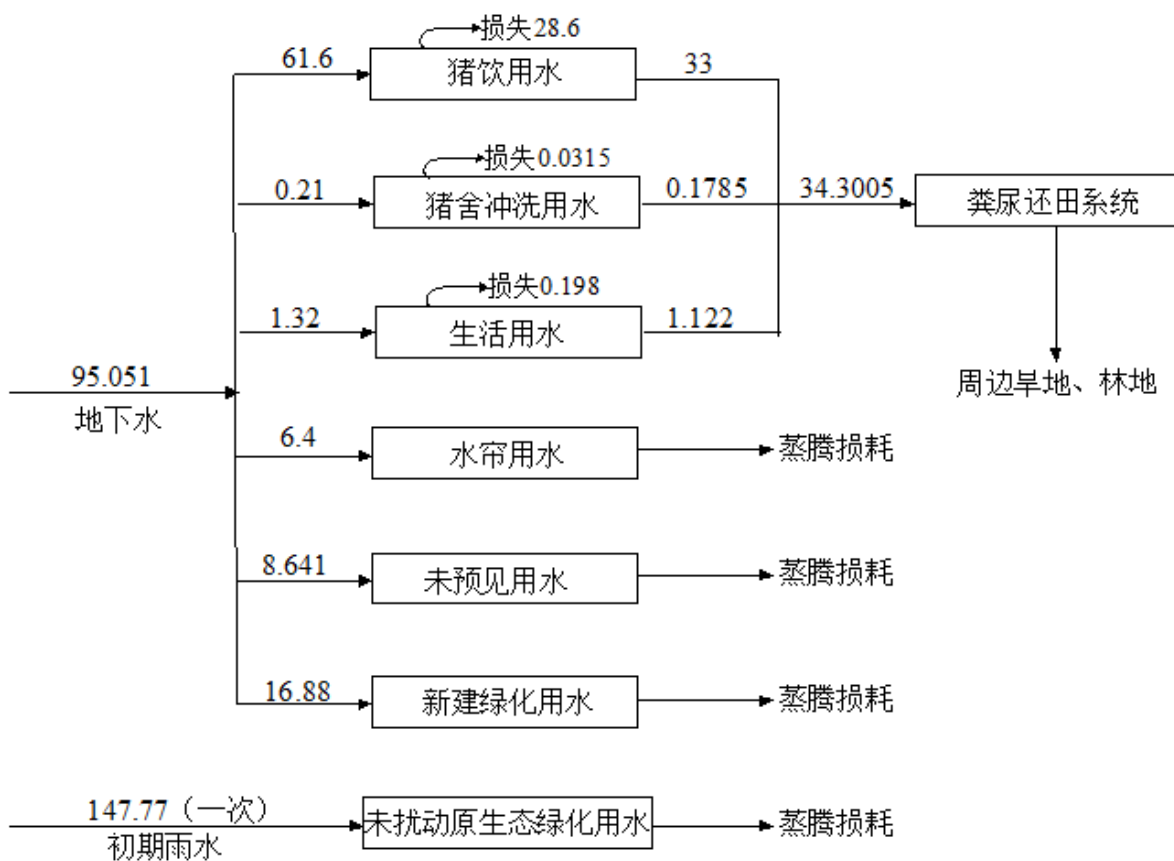 损失28.6
61.6
猪饮用水
33
损失0.0315
0.21
猪舍冲洗用水
0.1785
34.3005
粪尿还田系统
损失0.198
1.32
生活用水
1.122
95.051
地下水
周边旱地、林地
6.4
水帘用水
蒸腾损耗
8.641
未预见用水
蒸腾损耗
16.88
新建绿化用水
蒸腾损耗
147.77（一次）
初期雨水
未扰动原生态绿化用水
蒸腾损耗